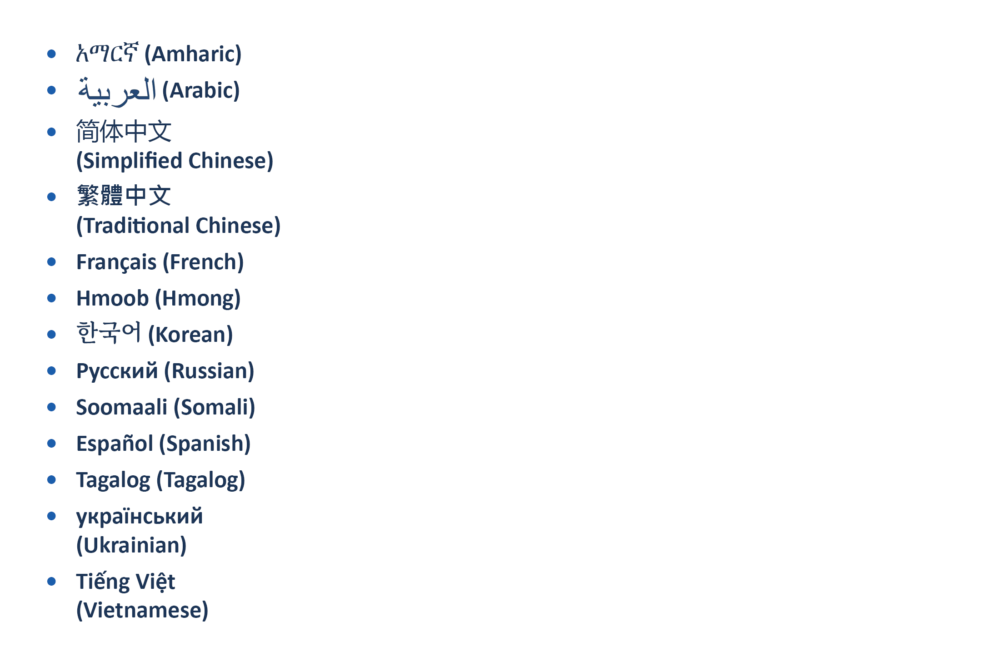 • አማርኛ (Amharic)
• العربية (Arabic)
• 简体中文
(Simplified Chinese)
• 繁體中文
(Traditional Chinese)
• Français (French)
• Hmoob (Hmong)
• 한국어 (Korean)
• Русский (Russian)
• Soomaali (Somali)
• Español (Spanish)
• Tagalog (Tagalog)
• український
(Ukrainian)
• Tiếng Việt
(Vietnamese)